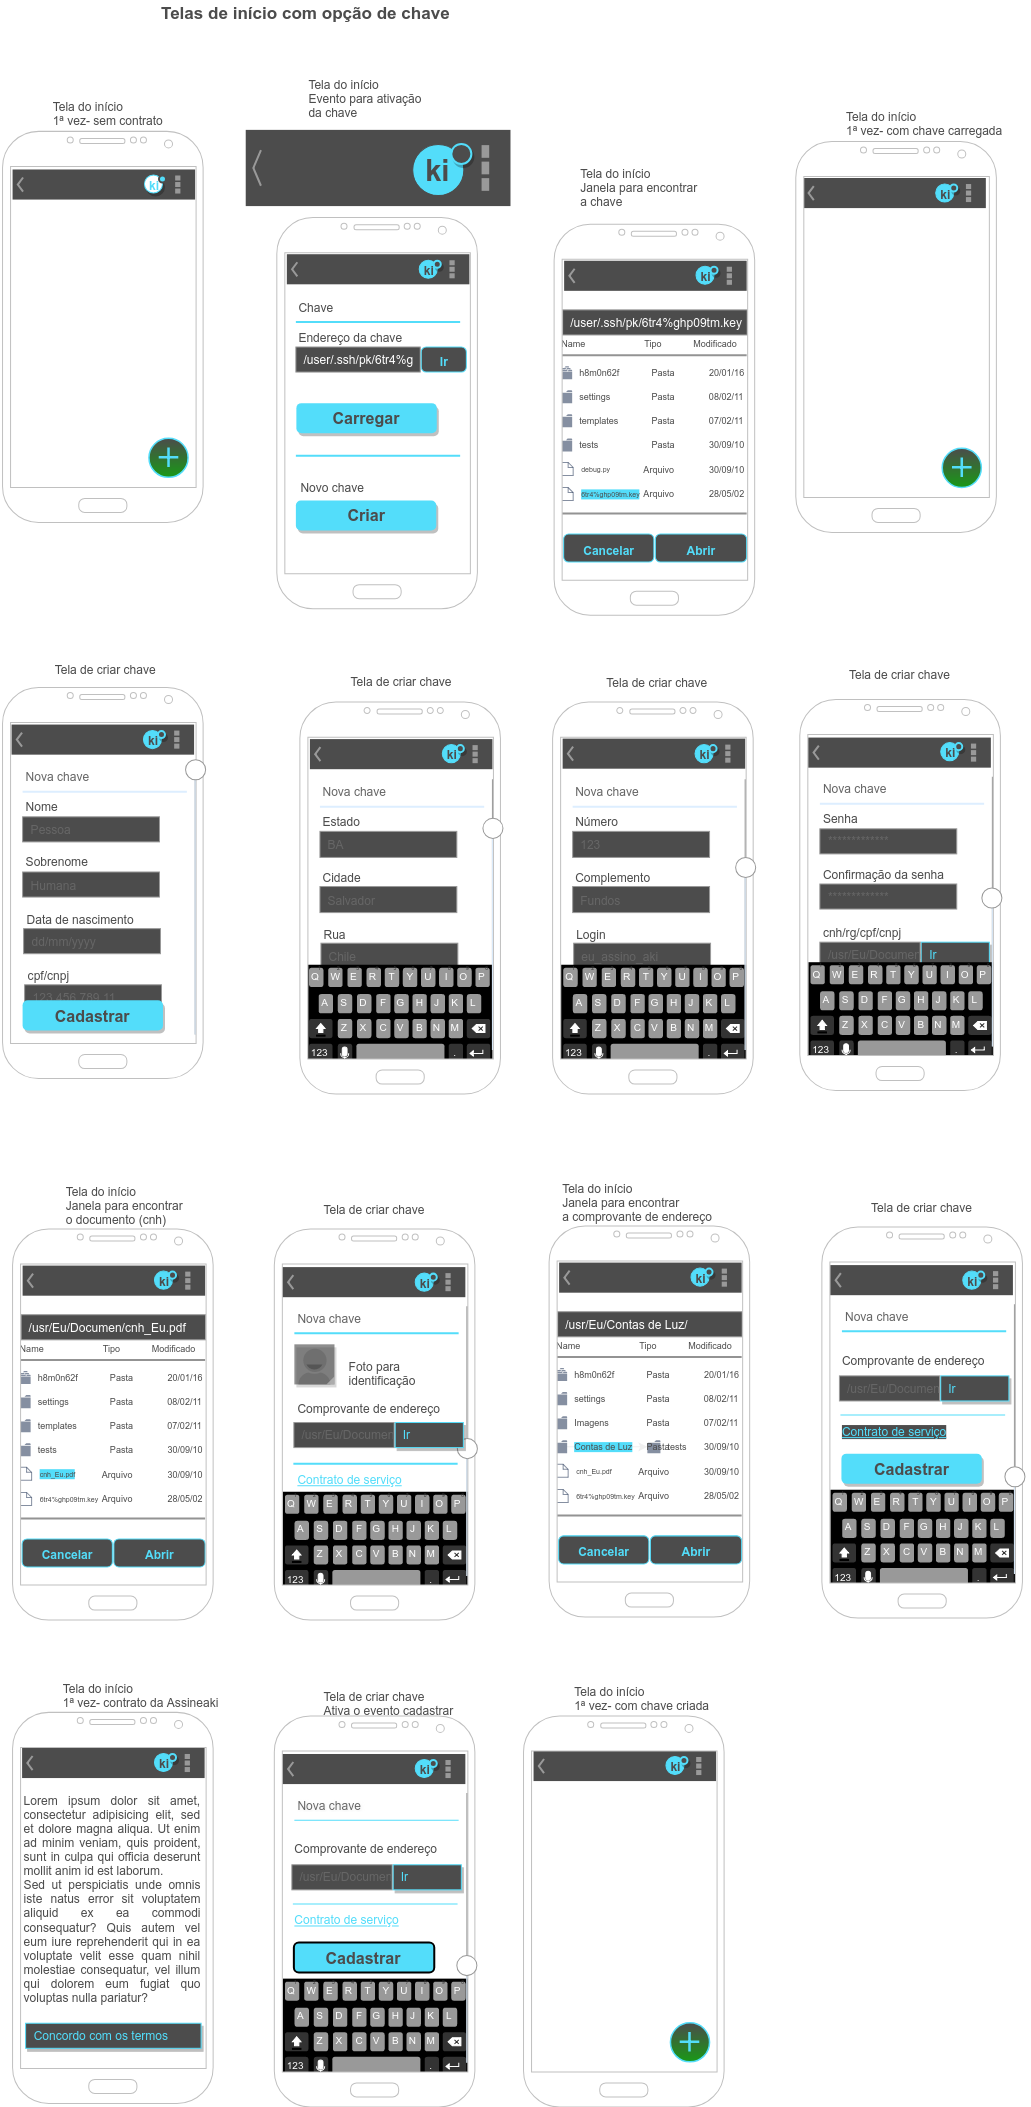 Telas de início com opção de chave
Tela do início
1ª vez- sem contrato
ki
Tela do início
Evento para ativação
da chave
ki
ki
Chave
Endereço da chave
/user/.ssh/pk/6tr4%g
Ir
Carregar
Novo chave
Criar
Tela do início
Janela para encontrar
a chave
ki
/user/.ssh/pk/6tr4%ghp09tm.key
Name Tipo Modificado
h8m0n62f Pasta 20/01/16
settings Pasta 08/02/11
templates Pasta 07/02/11
tests Pasta 30/09/10
debug.py Arquivo 30/09/10
6tr4%ghp09tm.key Arquivo 28/05/02
Cancelar Abrir
Tela do início
1ª vez- com chave carregada
ki
Tela de criar chave
ki
Nova chave
Nome
Pessoa
Sobrenome
Humana
Data de nascimento
dd/mm/yyyy
cpf/cnpj
123.456.789.11
Cadastrar
Tela de criar chave
ki
Nova chave
Estado
BA
Cidade
Salvador
Rua
Chile
Q W E R T Y U I O P
A S D F G H J K L
Z X C V B N M
123 .
Tela de criar chave
ki
Nova chave
Número
123
Complemento
Fundos
Login
eu_assino_aki
Q W E R T Y U I O P
A S D F G H J K L
Z X C V B N M
123 .
Tela de criar chave
ki
Nova chave
Senha
*************
Confirmação da senha
*************
cnh/rg/cpf/cnpj
/usr/Eu/Documen Ir
Q W E R T Y U I O P
A S D F G H J K L
Z X C V B N M
123 .
Tela do início
Janela para encontrar
o documento (cnh)
ki
/usr/Eu/Documen/cnh_Eu.pdf
Name Tipo Modificado
h8m0n62f Pasta 20/01/16
settings Pasta 08/02/11
templates Pasta 07/02/11
tests Pasta 30/09/10
cnh_Eu.pdf Arquivo 30/09/10
6tr4%ghp09tm.key Arquivo 28/05/02
Cancelar Abrir
Tela de criar chave
ki
Nova chave
Foto para
identificação
Comprovante de endereço
/usr/Eu/Documen Ir
Contrato de serviço
Q W E R T Y U I O P
A S D F G H J K L
Z X C V B N M
123 .
Tela do início
Janela para encontrar
a comprovante de endereço
ki
/usr/Eu/Contas de Luz/
Name Tipo Modificado
h8m0n62f Pasta 20/01/16
settings Pasta 08/02/11
Imagens Pasta 07/02/11
Contas de Luz Pasta tests 30/09/10
cnh_Eu.pdf Arquivo 30/09/10
6tr4%ghp09tm.key Arquivo 28/05/02
Cancelar Abrir
Tela de criar chave
ki
Nova chave
Comprovante de endereço
/usr/Eu/Documen Ir
Contrato de serviço
Cadastrar
Q W E R T Y U I O P
A S D F G H J K L
Z X C V B N M
123 .
Tela do início
1ª vez- contrato da Assineaki
ki
Lorem ipsum dolor sit amet,
consectetur adipisicing elit, sed
et dolore magna aliqua. Ut enim
ad minim veniam, quis proident,
sunt in culpa qui officia deserunt
mollit anim id est laborum.
Sed ut perspiciatis unde omnis
iste natus error sit voluptatem
aliquid ex ea commodi
consequatur? Quis autem vel
eum iure reprehenderit qui in ea
voluptate velit esse quam nihil
molestiae consequatur, vel illum
qui dolorem eum fugiat quo
voluptas nulla pariatur?
Concordo com os termos
Tela de criar chave
Ativa o evento cadastrar
ki
Nova chave
Comprovante de endereço
/usr/Eu/Documen Ir
Contrato de serviço
Cadastrar
Q W E R T Y U I O P
A S D F G H J K L
Z X C V B N M
123 .
Tela do início
1ª vez- com chave criada
ki